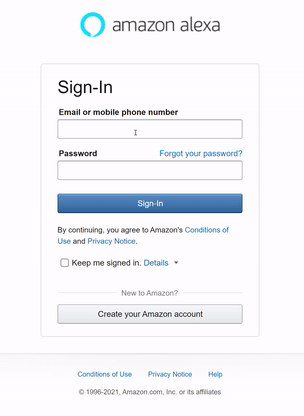 amazon alexa
Sign-In
Email or mobile phone number
Password Forgot your password?
Sign-In
By continuing, you agree to Amazon's Conditions of
Use and Privacy Notice.
Keep me signed in. Details
New to Amazon?
Create your Amazon account
Conditions of Use Privacy Notice Help
© 1996-2021, Amazon.com, Inc. or its affiliates